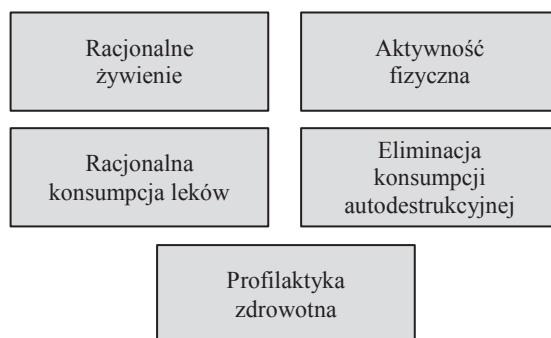 Racjonalne
żywienie
Aktywność
fizyczna
Racjonalna
konsumpcja leków
Eliminacja
konsumpcji
autodestrukcyjnej
Profilaktyka
zdrowotna